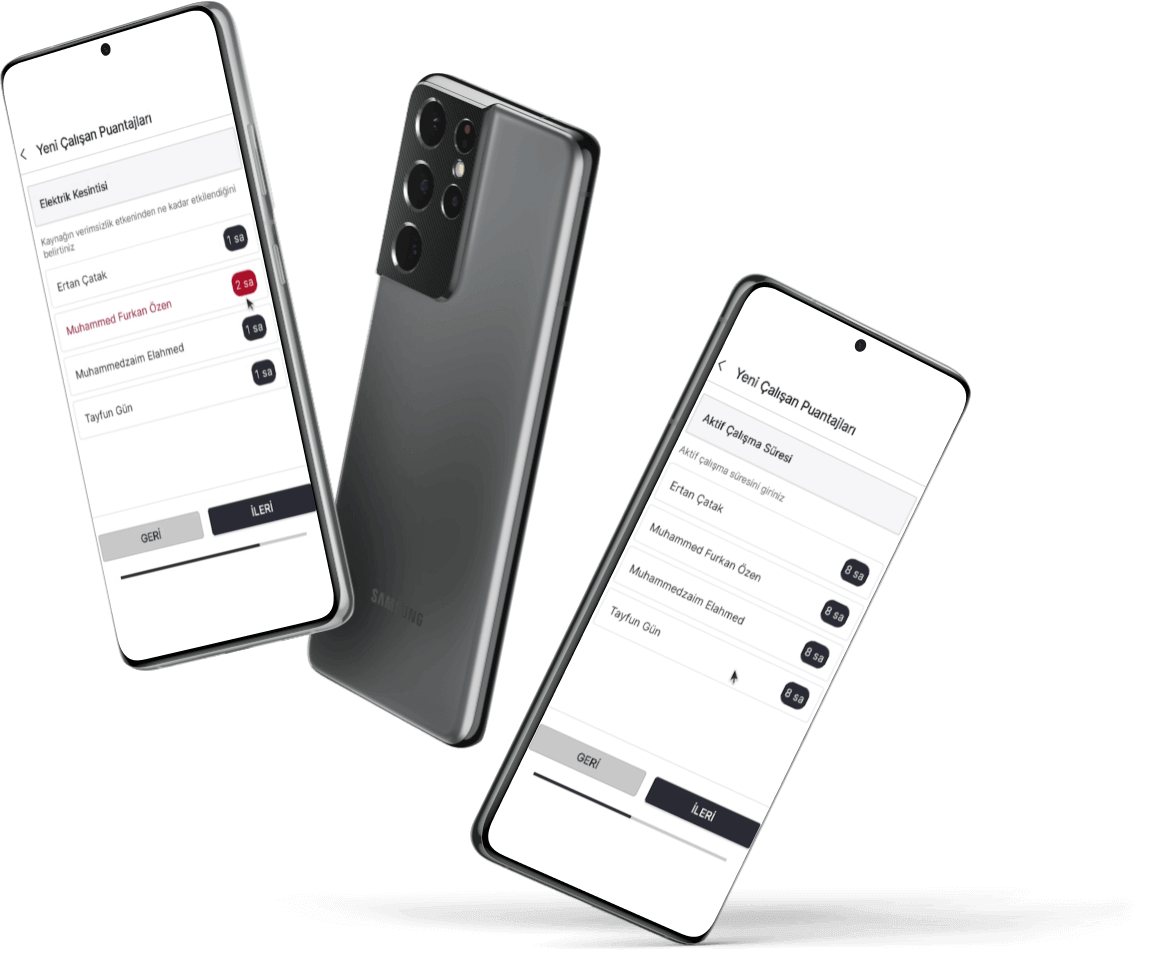 Yeni Çalışan Puantajları
Elektrik Kesintisi
Kaynağın verimsizlik etkeninden ne kadar etkilendiğini
belirtiniz
Ertan Çatak
1 sa
Muhammed Furkan Özen
2 sa
Muhammedzaim Elahmed
1 sa
Tayfun Gün
1 sa
GERİ
İLERİ
SAMSUNG
Yeni Çalışan Puantajları
Aktif Çalışma Süresi
Aktif çalışma süresini giriniz
Ertan Çatak
8 sa
Muhammed Furkan Özen
8 sa
Muhammedzaim Elahmed
8 sa
Tayfun Gün
8 sa
GERİ
İLERİ